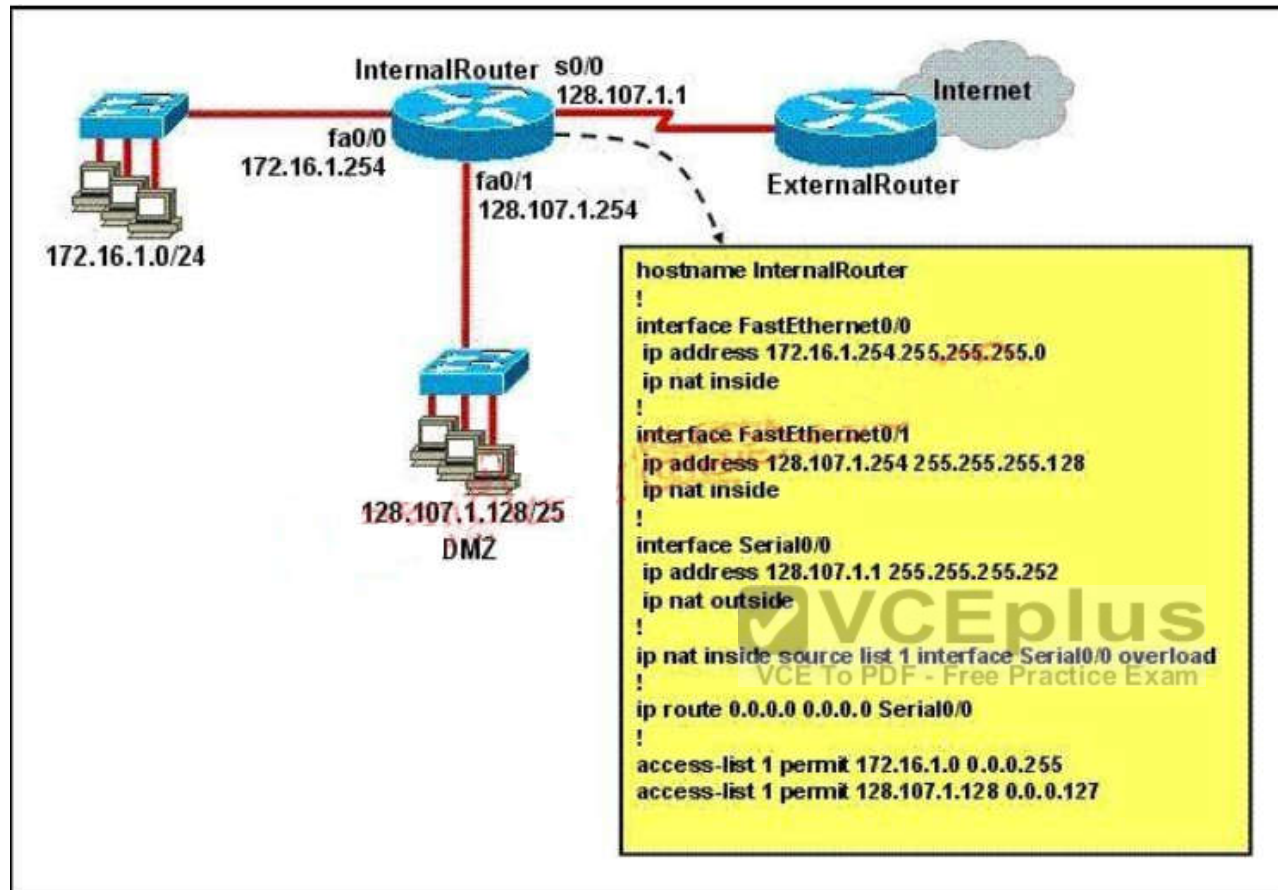 InternalRouter s0/0
128.107.1.1
Internet
fa0/0
172.16.1.254
ExternalRouter
fa0/1
128.107.1.254
172.16.1.0/24
128.107.1.128/25
DMZ
hostname InternalRouter
!
interface FastEthernet0/0
ip address 172.16.1.254 255.255.255.0
ip nat inside
!
interface FastEthernet0/1
ip address 128.107.1.254 255.255.255.128
ip nat inside
!
interface Serial0/0
ip address 128.107.1.1 255.255.255.252
ip nat outside
!
VCEplus
ip nat inside source list 1 interface Serial0/0 overload
VCE To PDF - Free Practice Exam
!
ip route 0.0.0.0 0.0.0.0 Serial0/0
!
access-list 1 permit 172.16.1.0 0.0.0.255
access-list 1 permit 128.107.1.128 0.0.0.127